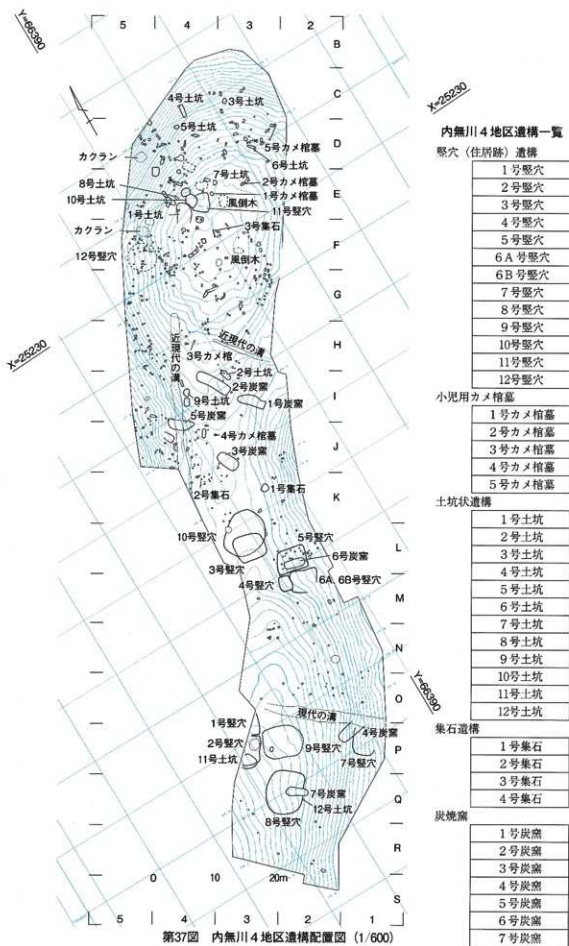 5 4 3 2
Y=66390
B
C
D
E
F
G
H
I
J
K
L
M
N
O
P
Q
R
S
X=25230
X=25230
Y=66390
4号土坑
3号土坑
5号土坑
カクラン
5号カメ棺墓
6号土坑
7号土坑
2号カメ棺墓
8号土坑
1号カメ棺墓
10号土坑
風倒木
11号竪穴
1号土坑
3号集石
カクラン
12号竪穴
風倒木
近現代の溝
近現代の溝
3号カメ棺
2号土坑
2号炭窯
9号土坑
1号炭窯
5号炭窯
4号カメ棺墓
3号炭窯
2号集石
1号集石
10号竪穴
5号竪穴
6号炭窯
3号竪穴
4号竪穴
6A、6B号竪穴
現代の溝
1号竪穴
4号炭窯
2号竪穴
9号竪穴
11号土坑
7号竪穴
7号炭窯
12号土坑
8号竪穴
0 10 20m
5 4 3 2 1
第37図 内無川4地区遺構配置図 (1/600)
内無川4地区遺構一覧
竪穴(住居跡)遺構
1号竪穴
2号竪穴
3号竪穴
4号竪穴
5号竪穴
6A号竪穴
6B号竪穴
7号竪穴
8号竪穴
9号竪穴
10号竪穴
11号竪穴
12号竪穴
小児用カメ棺墓
1号カメ棺墓
2号カメ棺墓
3号カメ棺墓
4号カメ棺墓
5号カメ棺墓
土坑状遺構
1号土坑
2号土坑
3号土坑
4号土坑
5号土坑
6号土坑
7号土坑
8号土坑
9号土坑
10号土坑
11号土坑
12号土坑
集石遺構
1号集石
2号集石
3号集石
4号集石
炭焼窯
1号炭窯
2号炭窯
3号炭窯
4号炭窯
5号炭窯
6号炭窯
7号炭窯